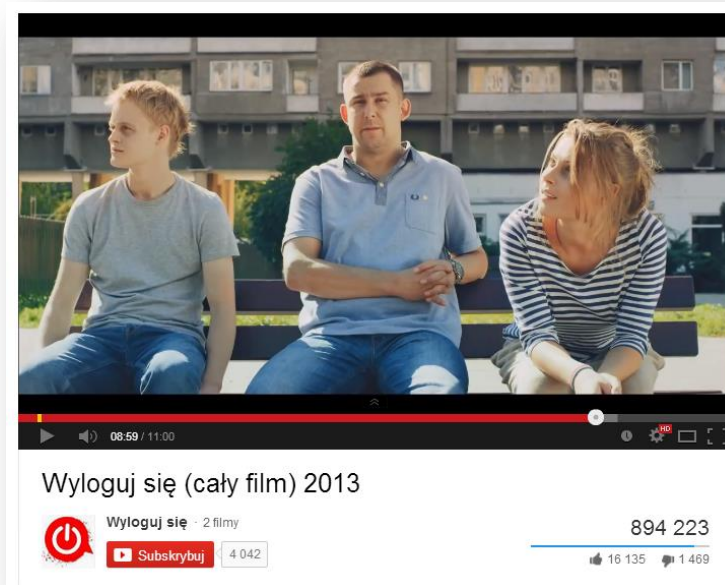 08:59 / 11:00
HD
Wyloguj się (cały film) 2013
Wyloguj się · 2 filmy
Subskrybuj 4 042
894 223
16 135 1 469